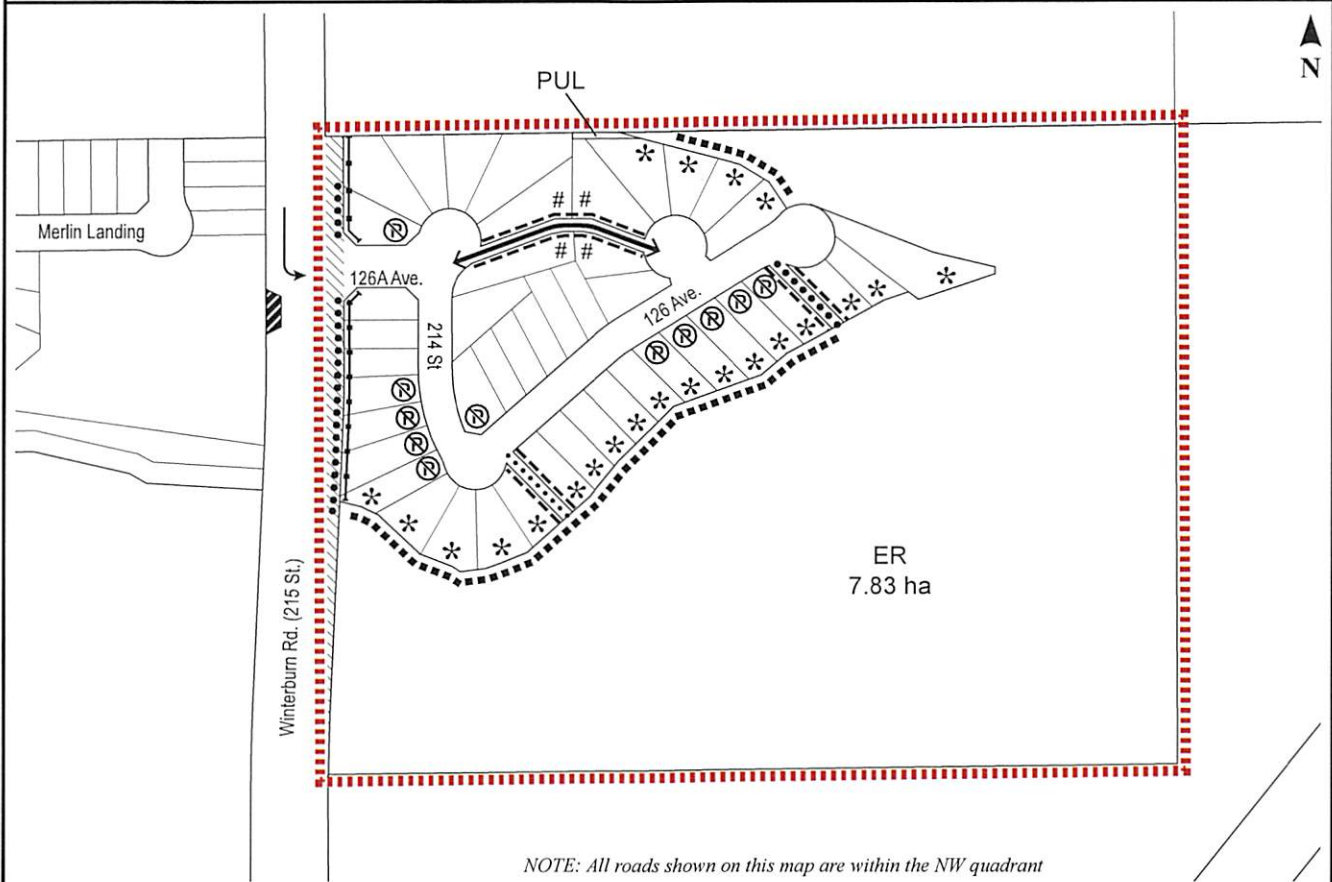 N
PUL
Merlin Landing
# #
# #
126A Ave.
214 St
126 Ave.
ER
7.83 ha
Winterburn Rd. (215 St.)
NOTE: All roads shown on this map are within the NW quadrant